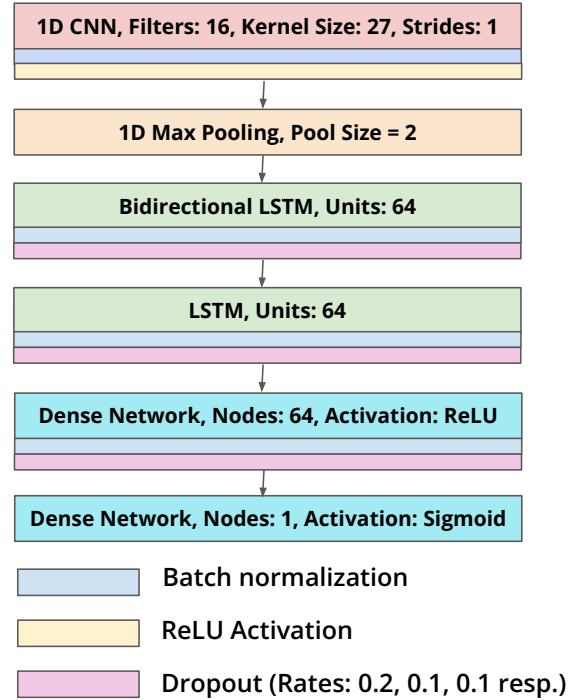 1D CNN, Filters: 16, Kernel Size: 27, Strides: 1
1D Max Pooling, Pool Size = 2
Bidirectional LSTM, Units: 64
LSTM, Units: 64
Dense Network, Nodes: 64, Activation: ReLU
Dense Network, Nodes: 1, Activation: Sigmoid
Batch normalization
ReLU Activation
Dropout (Rates: 0.2, 0.1, 0.1 resp.)